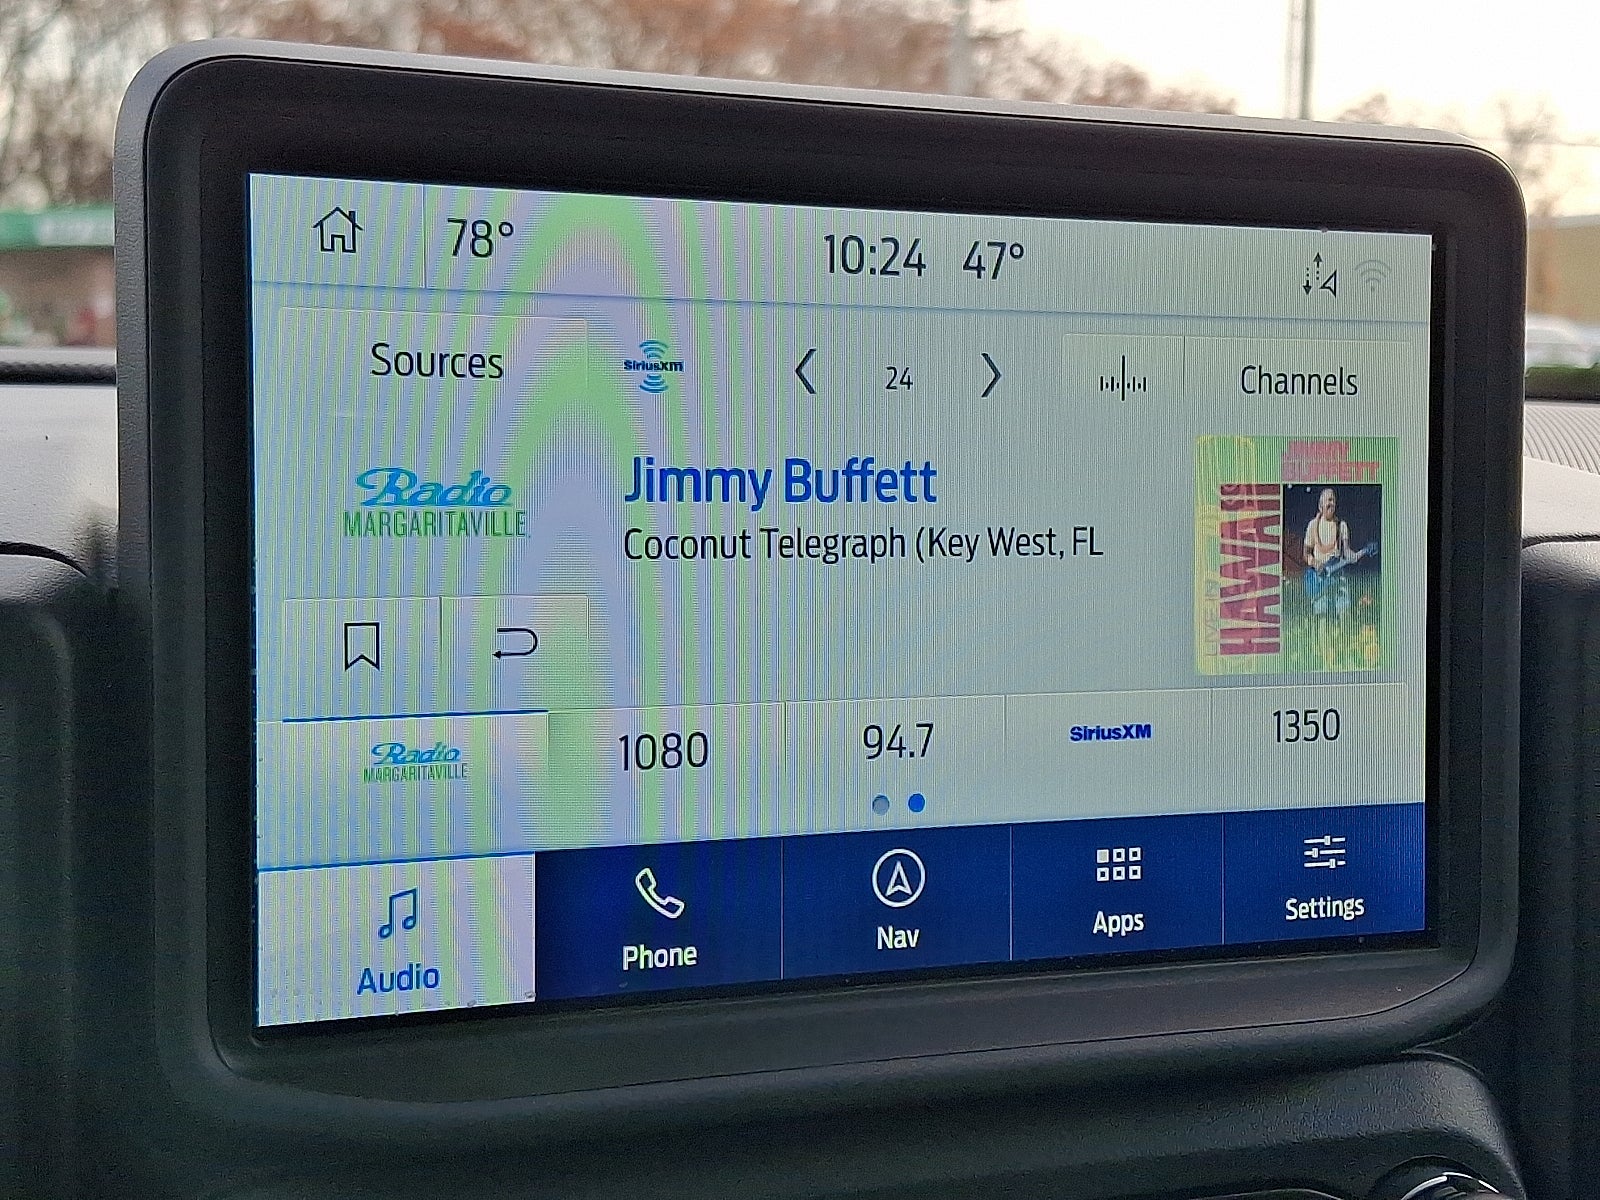 78°
10:24 47°
Sources
SiriusXM
24
Channels
Radio
MARGARITAVILLE
Jimmy Buffett
Coconut Telegraph (Key West, FL
JIMMY
BUFFETT
LIVE IN
HAWAII
Radio
MARGARITAVILLE
1080
94.7
SiriusXM
1350
Audio
Phone
Nav
Apps
Settings